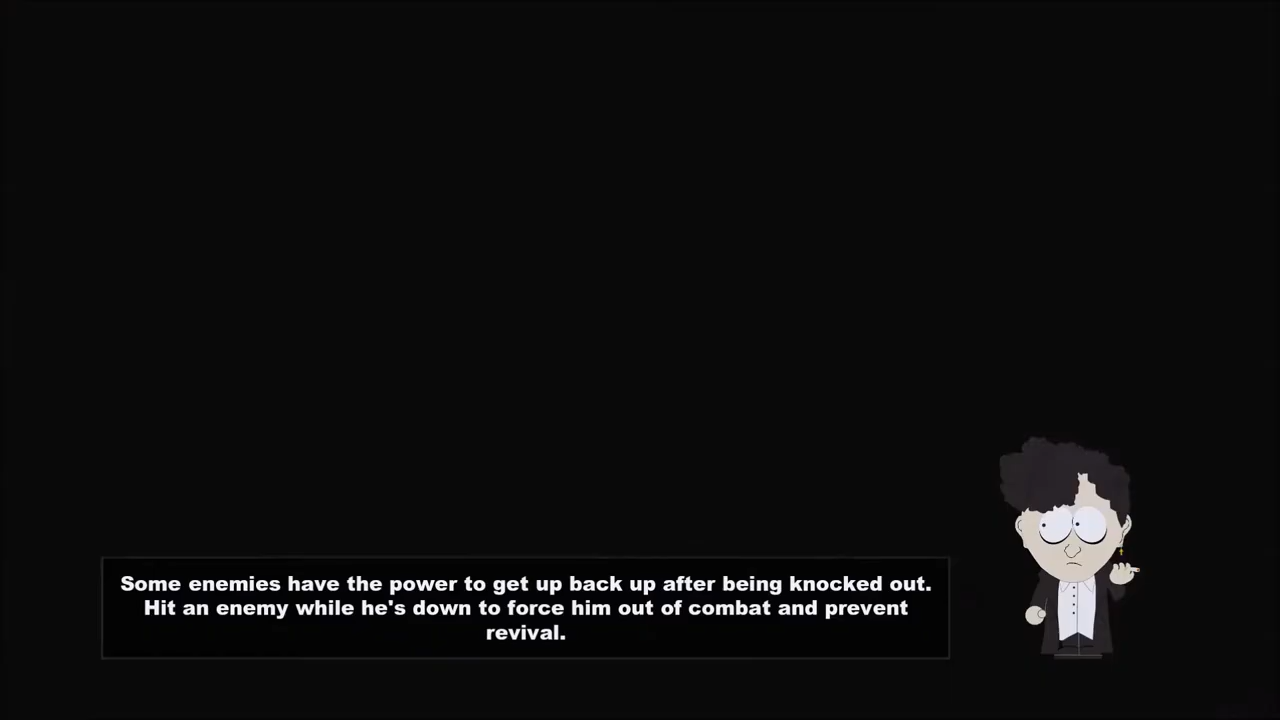 Some enemies have the power to get up back up after being knocked out.
Hit an enemy while he's down to force him out of combat and prevent
revival.